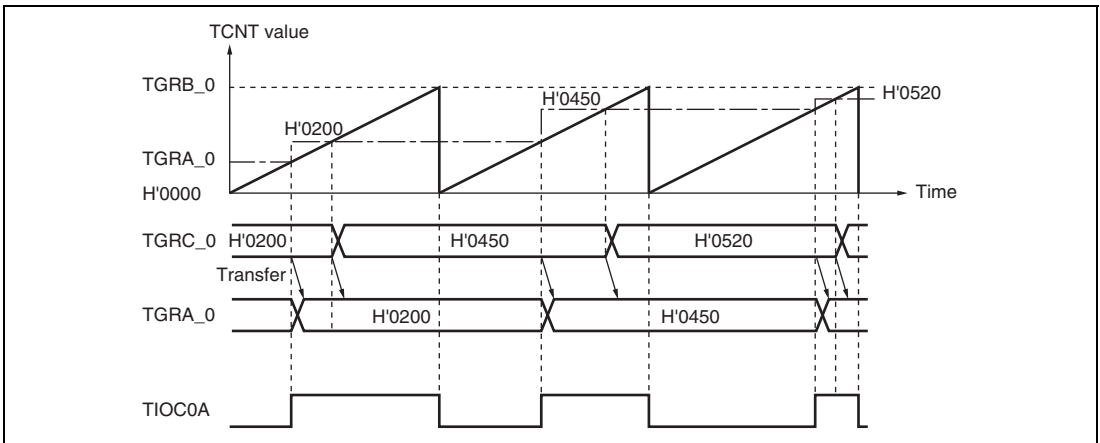 TCNT value
TGRB_0
H'0450
H'0520
H'0200
TGRA_0
H'0000
Time
TGRC_0 H'0200 H'0450 H'0520
Transfer
TGRA_0 H'0200 H'0450
TIOC0A